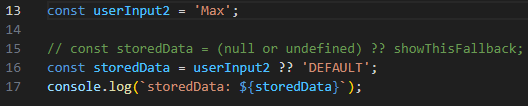 13 const userInput2 = 'Max';
14
15 // const storedData = (null or undefined) ?? showThisFallback;
16 const storedData = userInput2 ?? 'DEFAULT';
17 console.log(`storedData: ${storedData}`);